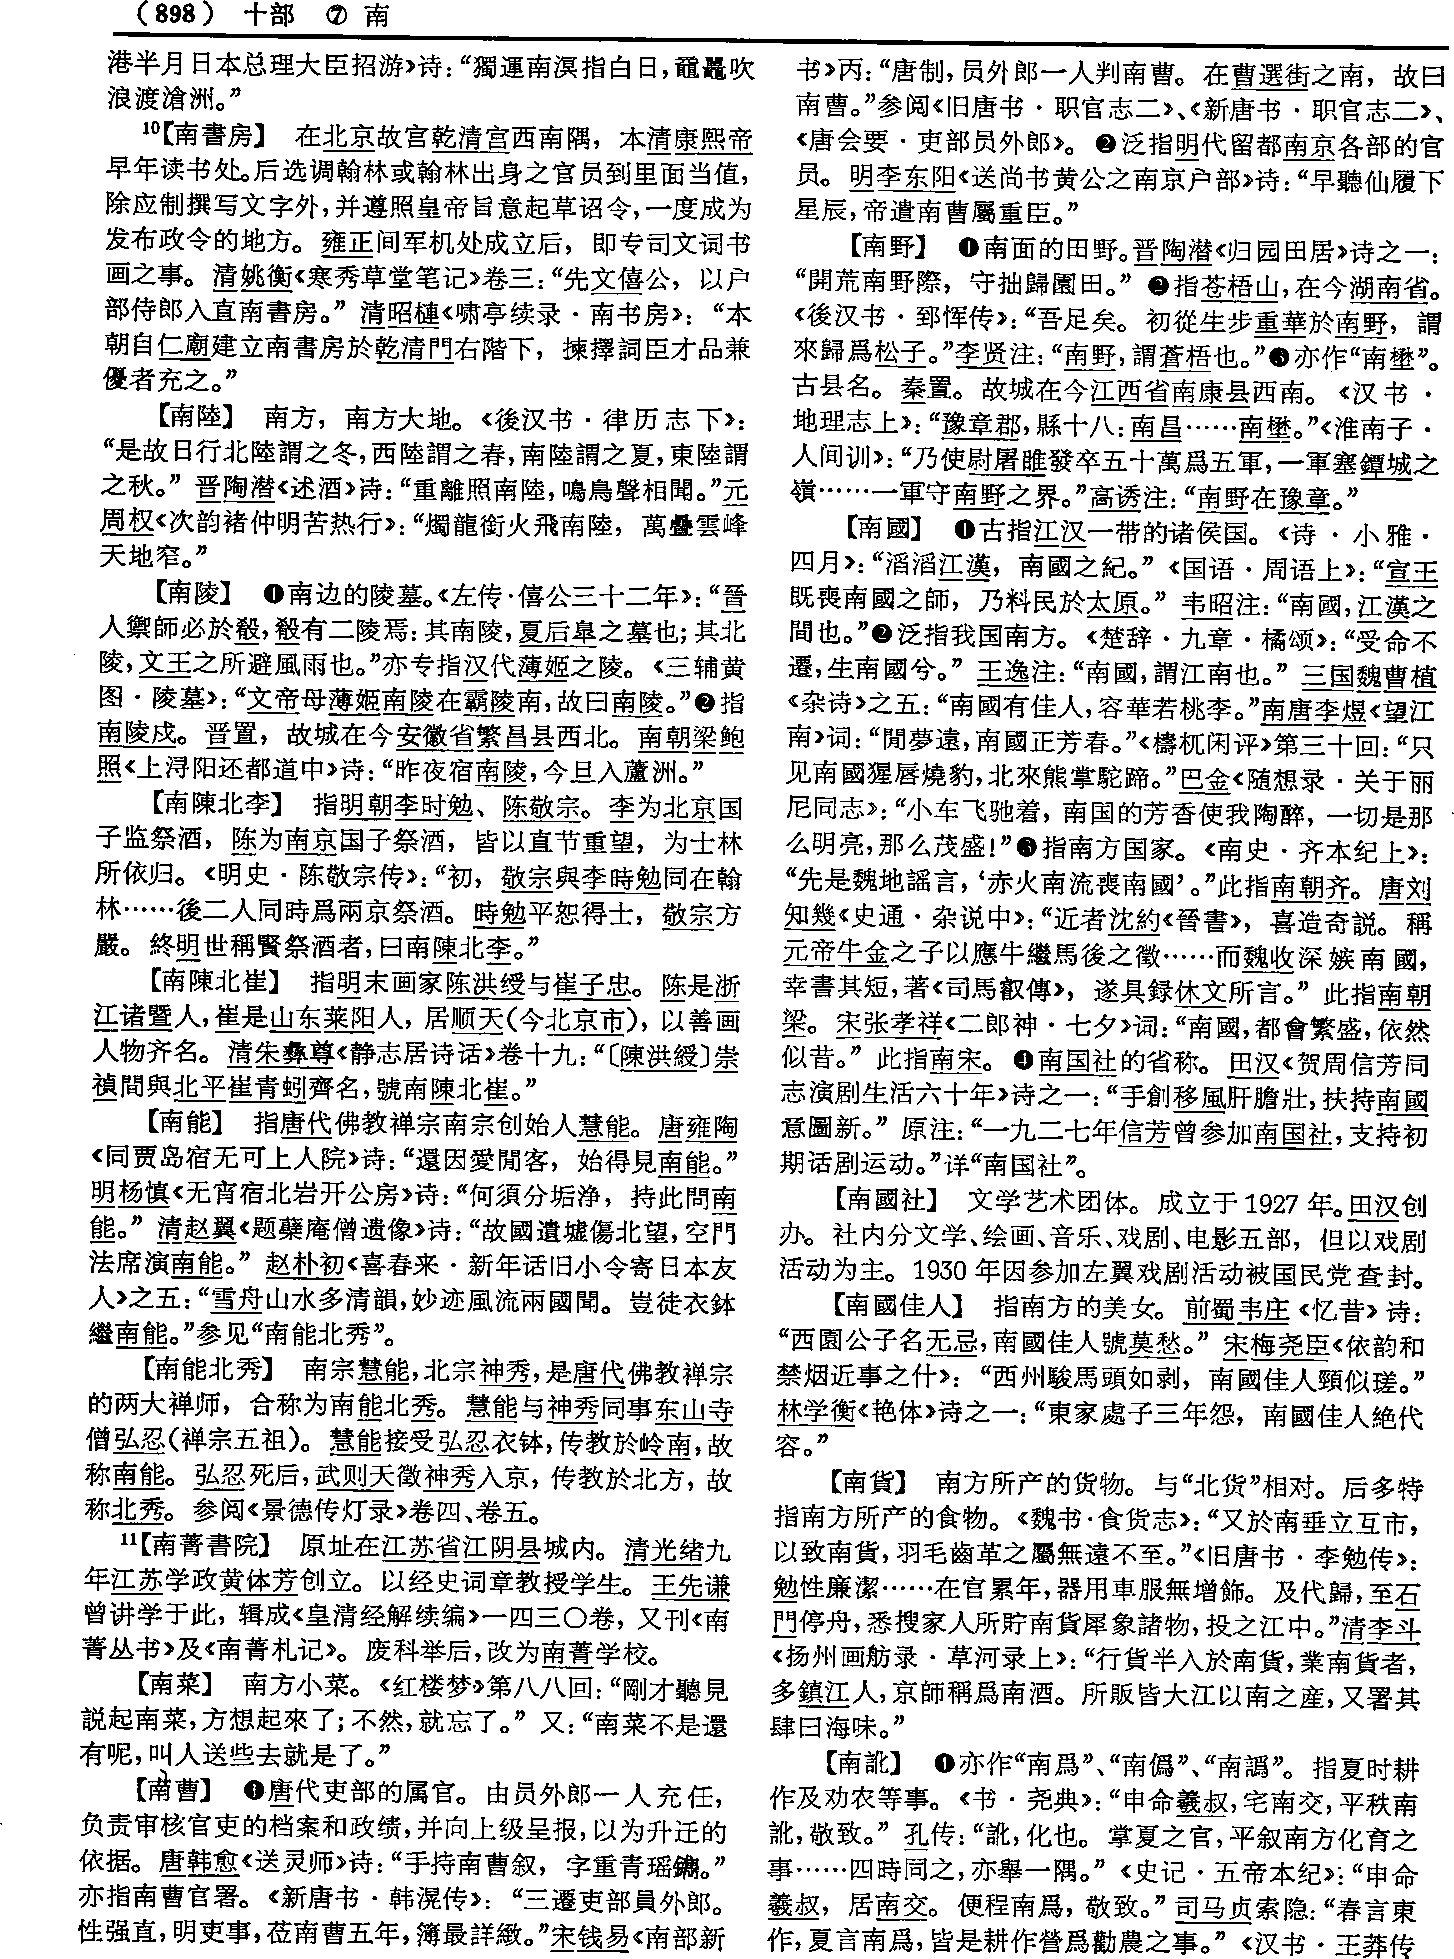 (898) 十部 ⑦ 南
港半月日本总理大臣招游》诗：“獨運南溟指白日，黿鼉吹
浪渡滄洲。”
10【南書房】 在北京故宫乾清宫西南隅，本清康熙帝
早年读书处。后选调翰林或翰林出身之官员到里面当值，
除应制撰写文字外，并遵照皇帝旨意起草诏令，一度成为
发布政令的地方。雍正间军机处成立后，即专司文词书
画之事。清姚衡《寒秀草堂笔记》卷三：“先文僖公，以户
部侍郎入直南書房。”清昭槤《啸亭续录·南书房》：“本
朝自仁廟建立南書房於乾清門右階下，揀擇詞臣才品兼
優者充之。”
【南陸】 南方，南方大地。《後汉书·律历志下》：
“是故日行北陸謂之冬，西陸謂之春，南陸謂之夏，東陸謂
之秋。”晋陶潜《述酒》诗：“重離照南陸，鳴鳥聲相聞。”元
周权《次韵褚仲明苦热行》：“燭龍銜火飛南陸，萬疊雲峰
天地窄。”
【南陵】 ❶南边的陵墓。《左传·僖公三十二年》：“晉
人禦師必於殽，殽有二陵焉：其南陵，夏后皋之墓也；其北
陵，文王之所避風雨也。”亦专指汉代薄姬之陵。《三辅黄
图·陵墓》：“文帝母薄姬南陵在霸陵南，故曰南陵。”❷指
南陵戍。晋置，故城在今安徽省繁昌县西北。南朝梁鲍
照《上浔阳还都道中》诗：“昨夜宿南陵，今旦入蘆洲。”
【南陳北李】 指明朝李时勉、陈敬宗。李为北京国
子监祭酒，陈为南京国子祭酒，皆以直节重望，为士林
所依归。《明史·陈敬宗传》：“初，敬宗與李時勉同在翰
林……後二人同時爲兩京祭酒。時勉平恕得士，敬宗方
嚴。終明世稱賢祭酒者，曰南陳北李。”
【南陳北崔】 指明末画家陈洪绶与崔子忠。陈是浙
江诸暨人，崔是山东莱阳人，居顺天(今北京市)，以善画
人物齐名。清朱彝尊《静志居诗话》卷十九：“〔陳洪綬〕崇
禎間與北平崔青蚓齊名，號南陳北崔。”
【南能】 指唐代佛教禅宗南宗创始人慧能。唐雍陶
《同贾岛宿无可上人院》诗：“還因愛閒客，始得見南能。”
明杨慎《无宵宿北岩开公房》诗：“何須分垢净，持此問南
能。”清赵翼《题蘗庵僧遗像》诗：“故國遺墟傷北望，空門
法席演南能。”赵朴初《喜春来·新年话旧小令寄日本友
人》之五：“雪舟山水多清韻，妙迹風流兩國聞。豈徒衣鉢
繼南能。”参见“南能北秀”。
【南能北秀】 南宗慧能，北宗神秀，是唐代佛教禅宗
的两大禅师，合称为南能北秀。慧能与神秀同事东山寺
僧弘忍(禅宗五祖)。慧能接受弘忍衣钵，传教於岭南，故
称南能。弘忍死后，武则天徵神秀入京，传教於北方，故
称北秀。参阅《景德传灯录》卷四、卷五。
11【南菁書院】 原址在江苏省江阴县城内。清光绪九
年江苏学政黄体芳创立。以经史词章教授学生。王先谦
曾讲学于此，辑成《皇清经解续编》一四三〇卷，又刊《南
菁丛书》及《南菁札记》。废科举后，改为南菁学校。
【南菜】 南方小菜。《红楼梦》第八八回：“剛才聽見
説起南菜，方想起來了；不然，就忘了。”又：“南菜不是還
有呢，叫人送些去就是了。”
【南曹】 ❶唐代吏部的属官。由员外郎一人充任，
负责审核官吏的档案和政绩，并向上级呈报，以为升迁的
依据。唐韩愈《送灵师》诗：“手持南曹叙，字重青瑶鎸。”
亦指南曹官署。《新唐书·韩滉传》：“三遷吏部員外郎。
性强直，明吏事，莅南曹五年，簿最詳緻。”宋钱易《南部新
书》丙：“唐制，员外郎一人判南曹。在曹選街之南，故曰
南曹。”参阅《旧唐书·职官志二》、《新唐书·职官志二》、
《唐会要·吏部员外郎》。❷泛指明代留都南京各部的官
员。明李东阳《送尚书黄公之南京户部》诗：“早聽仙履下
星辰，帝遣南曹屬重臣。”
【南野】 ❶南面的田野。晋陶潜《归园田居》诗之一：
“開荒南野際，守拙歸園田。”❷指苍梧山，在今湖南省。
《後汉书·郅恽传》：“吾足矣。初從生步重華於南野，謂
來歸爲松子。”李贤注：“南野，謂蒼梧也。”❸亦作“南壄”。
古县名。秦置。故城在今江西省南康县西南。《汉书·
地理志上》：“豫章郡，縣十八：南昌……南壄。”《淮南子·
人间训》：“乃使尉屠睢發卒五十萬爲五軍，一軍塞鐔城之
嶺……一軍守南野之界。”高诱注：“南野在豫章。”
【南國】 ❶古指江汉一带的诸侯国。《诗·小雅·
四月》：“滔滔江漢，南國之紀。”《国语·周语上》：“宣王
既喪南國之師，乃料民於太原。”韦昭注：“南國，江漢之
間也。”❷泛指我国南方。《楚辞·九章·橘颂》：“受命不
遷，生南國兮。”王逸注：“南國，謂江南也。”三国魏曹植
《杂诗》之五：“南國有佳人，容華若桃李。”南唐李煜《望江
南》词：“閒夢遠，南國正芳春。”《檮杌闲评》第三十回：“只
见南國猩唇燒豹，北來熊掌駝蹄。”巴金《随想录·关于丽
尼同志》：“小车飞驰着，南国的芳香使我陶醉，一切是那
么明亮，那么茂盛！”❸指南方国家。《南史·齐本纪上》：
“先是魏地謡言，‘赤火南流喪南國’。”此指南朝齐。唐刘
知幾《史通·杂说中》：“近者沈約《晉書》，喜造奇説。稱
元帝牛金之子以應牛繼馬後之徵……而魏收深嫉南國，
幸書其短，著《司馬叡傳》，遂具録休文所言。”此指南朝
梁。宋张孝祥《二郎神·七夕》词：“南國，都會繁盛，依然
似昔。”此指南宋。❹南国社的省称。田汉《贺周信芳同
志演剧生活六十年》诗之一：“手創移風肝膽壯，扶持南國
意圖新。”原注：“一九二七年信芳曾参加南国社，支持初
期话剧运动。”详“南国社”。
【南國社】 文学艺术团体。成立于1927年。田汉创
办。社内分文学、绘画、音乐、戏剧、电影五部，但以戏剧
活动为主。1930年因参加左翼戏剧活动被国民党查封。
【南國佳人】 指南方的美女。前蜀韦庄《忆昔》诗：
“西園公子名无忌，南國佳人號莫愁。”宋梅尧臣《依韵和
禁烟近事之什》：“西州駿馬頭如剥，南國佳人頸似瑳。”
林学衡《艳体》诗之一：“東家處子三年怨，南國佳人絶代
容。”
【南貨】 南方所产的货物。与“北货”相对。后多特
指南方所产的食物。《魏书·食货志》：“又於南垂立互市，
以致南貨，羽毛齒革之屬無遠不至。”《旧唐书·李勉传》：
勉性廉潔……在官累年，器用車服無增飾。及代歸，至石
門停舟，悉搜家人所貯南貨犀象諸物，投之江中。”清李斗
《扬州画舫录·草河录上》：“行貨半入於南貨，業南貨者，
多鎮江人，京師稱爲南酒。所販皆大江以南之産，又署其
肆曰海味。”
【南訛】 ❶亦作“南爲”、“南僞”、“南譌”。指夏时耕
作及劝农等事。《书·尧典》：“申命羲叔，宅南交，平秩南
訛，敬致。”孔传：“訛，化也。掌夏之官，平叙南方化育之
事……四時同之，亦舉一隅。”《史记·五帝本纪》：“申命
羲叔，居南交。便程南爲，敬致。”司马贞索隐：“春言東
作，夏言南爲，皆是耕作營爲勸農之事。”《汉书·王莽传